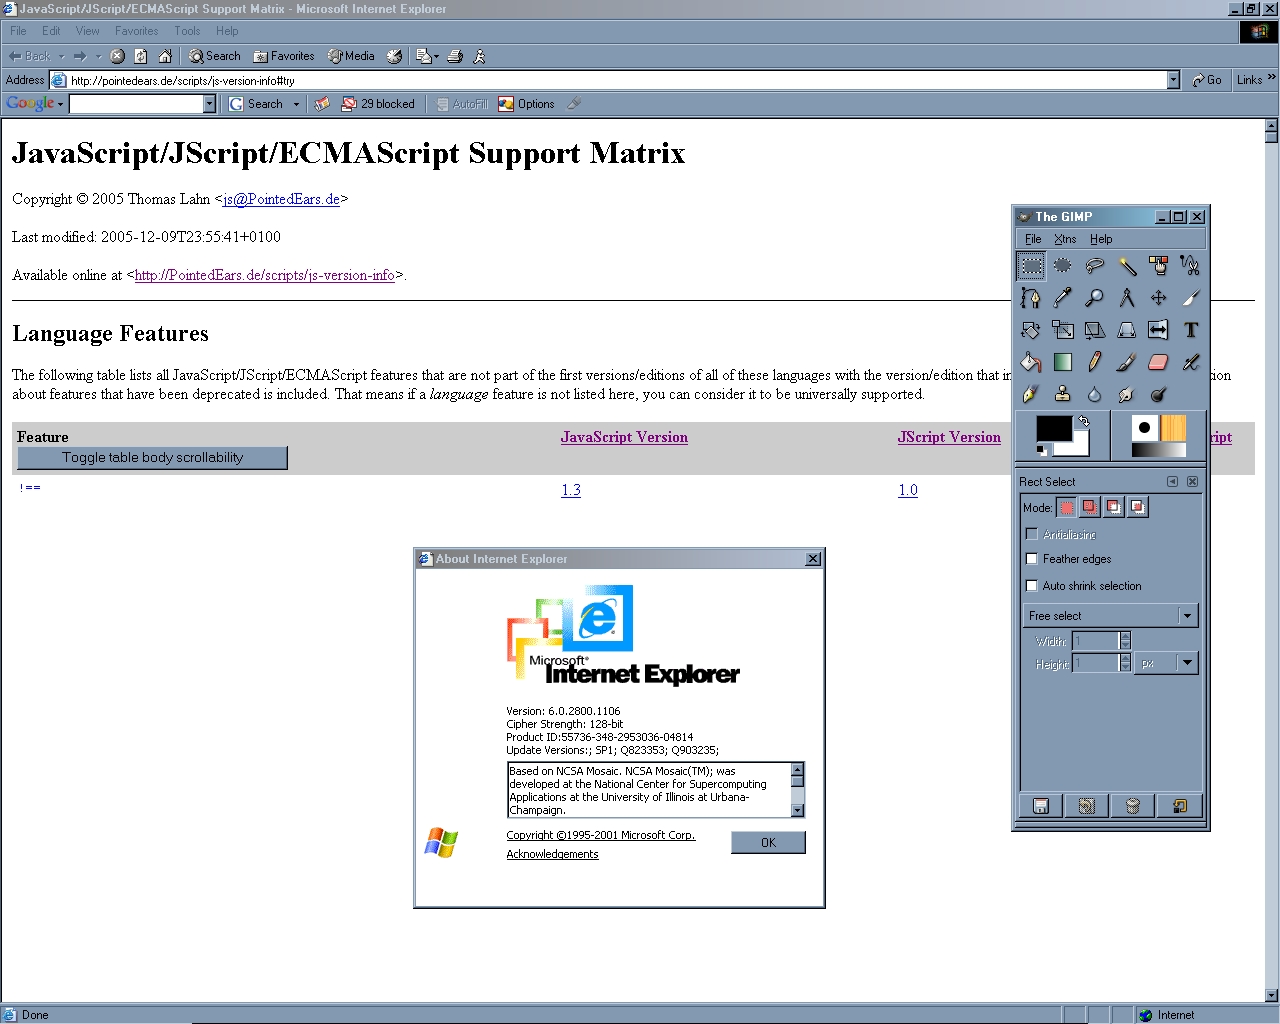 JavaScript/JScript/ECMAScript Support Matrix - Microsoft Internet Explorer
File Edit View Favorites Tools Help
Back Search Favorites Media
Address http://pointedears.de/scripts/js-version-info#try Go Links »
Google Search 29 blocked AutoFill Options
JavaScript/JScript/ECMAScript Support Matrix
Copyright © 2005 Thomas Lahn <js@PointedEars.de>
Last modified: 2005-12-09T23:55:41+0100
Available online at <http://PointedEars.de/scripts/js-version-info>.
Language Features
The following table lists all JavaScript/JScript/ECMAScript features that are not part of the first versions/editions of all of these languages with the version/edition that in tion
about features that have been deprecated is included. That means if a language feature is not listed here, you can consider it to be universally supported.
Feature JavaScript Version JScript Version ript
Toggle table body scrollability
!== 1.3 1.0
The GIMP
File Xtns Help
T
Rect Select
Mode:
Antialiasing
Feather edges
Auto shrink selection
Free select
Width: 1
Height: 1 px
About Internet Explorer
Microsoft®
Internet Explorer
Version: 6.0.2800.1106
Cipher Strength: 128-bit
Product ID:55736-348-2953036-04814
Update Versions:; SP1; Q823353; Q903235;
Based on NCSA Mosaic. NCSA Mosaic(TM); was
developed at the National Center for Supercomputing
Applications at the University of Illinois at Urbana-
Champaign.
Copyright ©1995-2001 Microsoft Corp.
OK
Acknowledgements
Done Internet